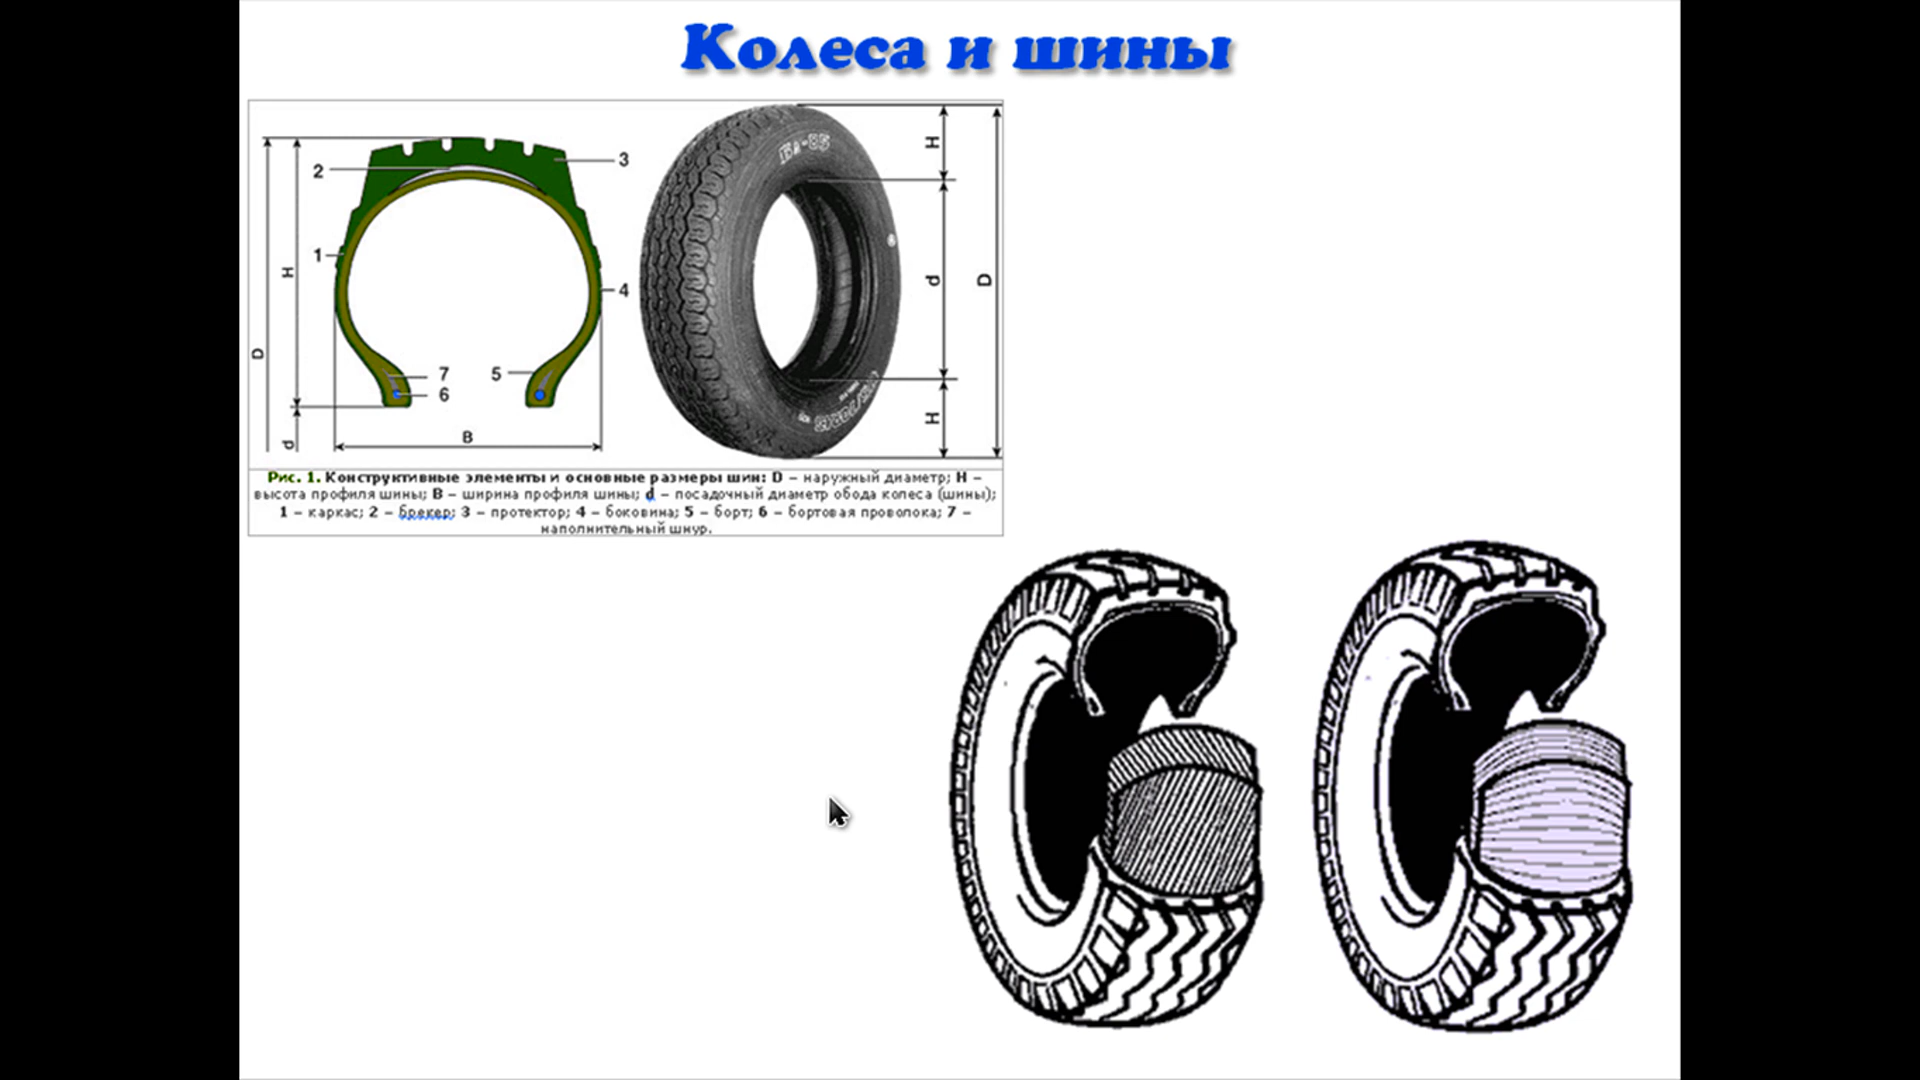 Колеса и шины
БЛ-85
H
3
2
1
H
d
D
4
D
7
5
6
H
B
d
Рис. 1. Конструктивные элементы и основные размеры шин: D – наружный диаметр; H –
высота профиля шины; B – ширина профиля шины; d – посадочный диаметр обода колеса (шины);
1 – каркас; 2 – брекер; 3 – протектор; 4 – боковина; 5 – борт; 6 – бортовая проволока; 7 –
наполнительный шнур.